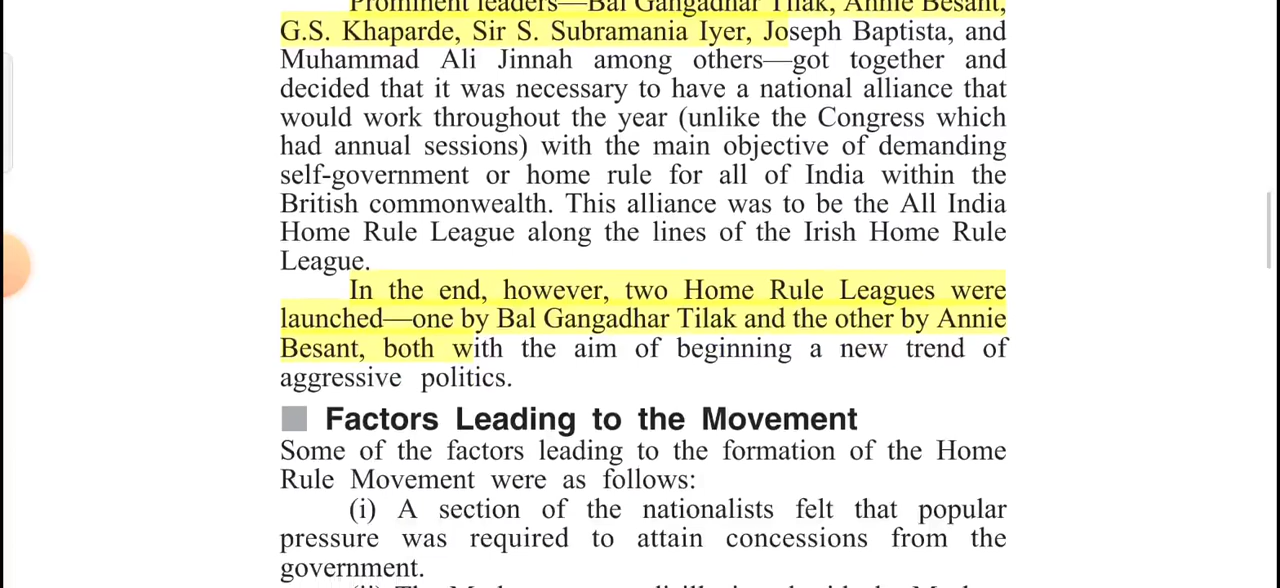 Prominent leaders—Bal Gangadhar Tilak, Annie Besant,
G.S. Khaparde, Sir S. Subramania Iyer, Joseph Baptista, and
Muhammad Ali Jinnah among others—got together and
decided that it was necessary to have a national alliance that
would work throughout the year (unlike the Congress which
had annual sessions) with the main objective of demanding
self-government or home rule for all of India within the
British commonwealth. This alliance was to be the All India
Home Rule League along the lines of the Irish Home Rule
League.
In the end, however, two Home Rule Leagues were
launched—one by Bal Gangadhar Tilak and the other by Annie
Besant, both with the aim of beginning a new trend of
aggressive politics.
Factors Leading to the Movement
Some of the factors leading to the formation of the Home
Rule Movement were as follows:
(i) A section of the nationalists felt that popular
pressure was required to attain concessions from the
government.